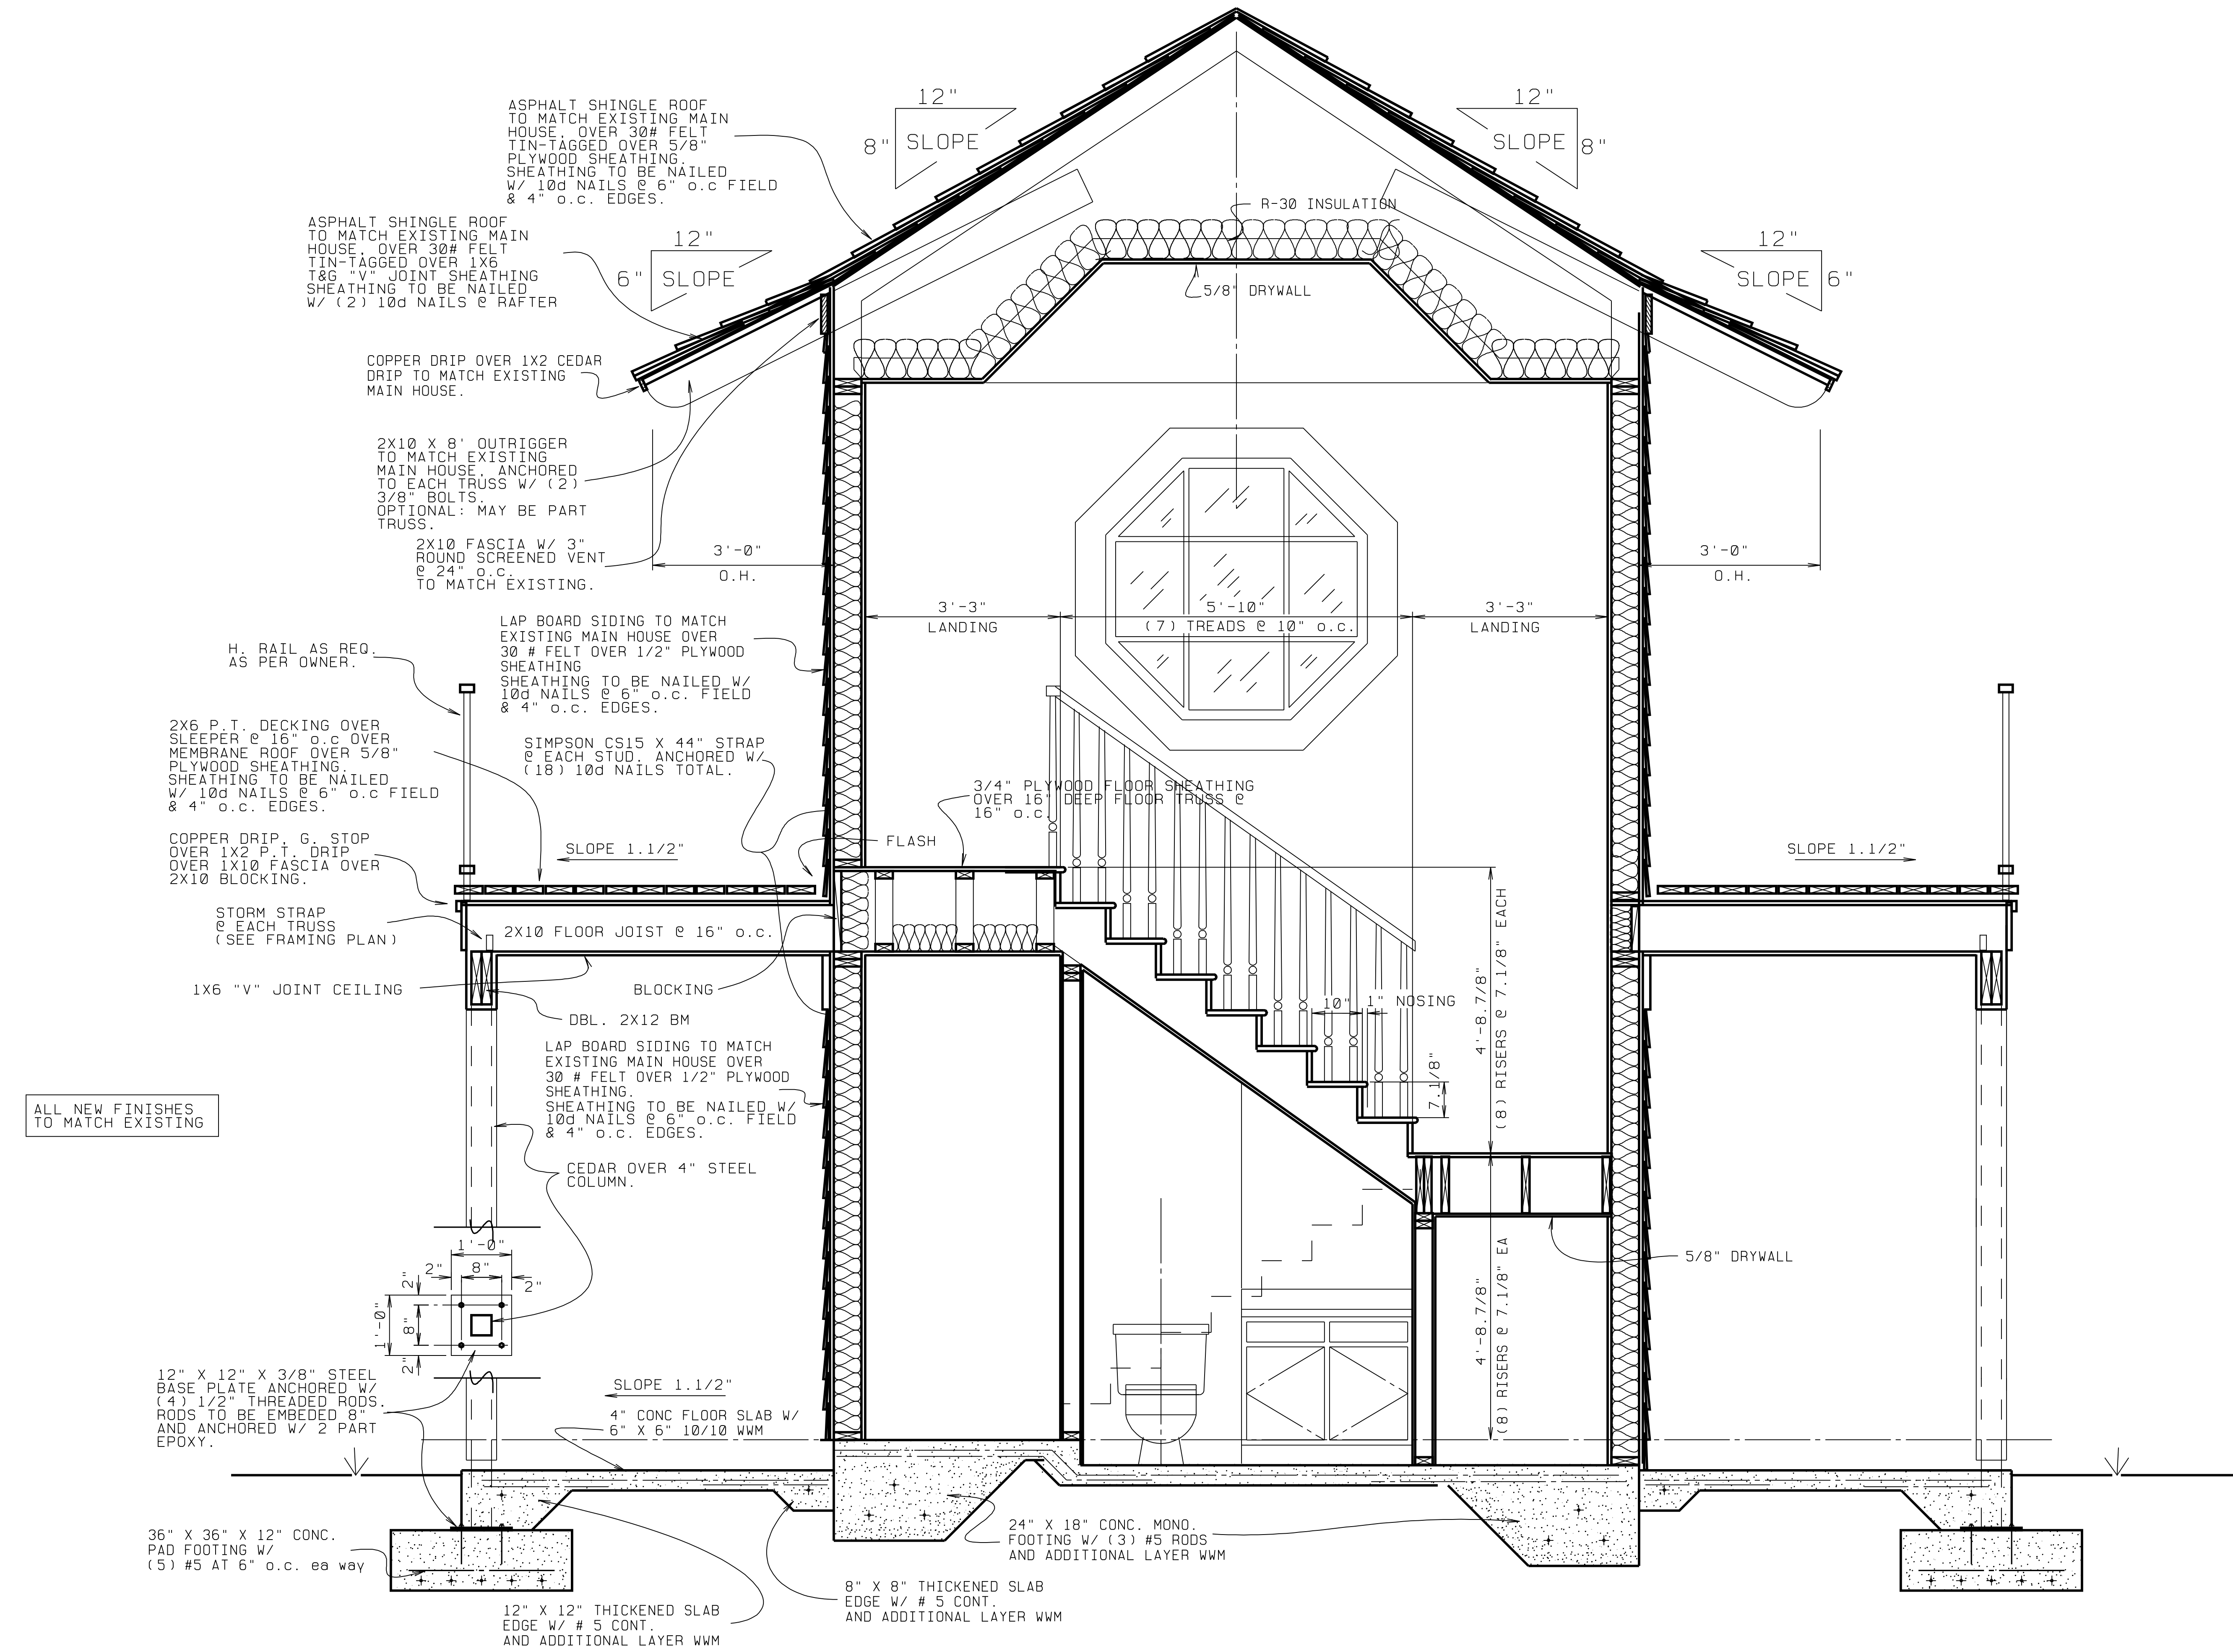 12"
8"
SLOPE
12"
SLOPE
8"
ASPHALT SHINGLE ROOF
TO MATCH EXISTING MAIN
HOUSE, OVER 30# FELT
TIN-TAGGED OVER 5/8"
PLYWOOD SHEATHING.
SHEATHING TO BE NAILED
W/ 10d NAILS @ 6" o.c FIELD
& 4" o.c. EDGES.
R-30 INSULATION
ASPHALT SHINGLE ROOF
TO MATCH EXISTING MAIN
HOUSE, OVER 30# FELT
TIN-TAGGED OVER 1X6
T&G "V" JOINT SHEATHING
SHEATHING TO BE NAILED
W/ (2) 10d NAILS @ RAFTER
12"
6"
SLOPE
12"
SLOPE
6"
5/8" DRYWALL
COPPER DRIP OVER 1X2 CEDAR
DRIP TO MATCH EXISTING
MAIN HOUSE.
2X10 X 8' OUTRIGGER
TO MATCH EXISTING
MAIN HOUSE, ANCHORED
TO EACH TRUSS W/ (2)
3/8" BOLTS.
OPTIONAL: MAY BE PART
TRUSS.
2X10 FASCIA W/ 3"
ROUND SCREENED VENT
@ 24" o.c.
TO MATCH EXISTING.
3'-0"
O.H.
3'-0"
O.H.
3'-3"
LANDING
5'-10"
(7) TREADS @ 10" o.c.
3'-3"
LANDING
LAP BOARD SIDING TO MATCH
EXISTING MAIN HOUSE OVER
30 # FELT OVER 1/2" PLYWOOD
SHEATHING
SHEATHING TO BE NAILED W/
10d NAILS @ 6" o.c. FIELD
& 4" o.c. EDGES.
H. RAIL AS REQ.
AS PER OWNER.
2X6 P.T. DECKING OVER
SLEEPER @ 16" o.c OVER
MEMBRANE ROOF OVER 5/8"
PLYWOOD SHEATHING.
SHEATHING TO BE NAILED
W/ 10d NAILS @ 6" o.c FIELD
& 4" o.c. EDGES.
SIMPSON CS15 X 44" STRAP
@ EACH STUD, ANCHORED W/
(18) 10d NAILS TOTAL.
3/4" PLYWOOD FLOOR SHEATHING
OVER 16" DEEP FLOOR TRUSS @
16" o.c.
COPPER DRIP, G. STOP
OVER 1X2 P.T. DRIP
OVER 1X10 FASCIA OVER
2X10 BLOCKING.
SLOPE 1.1/2"
FLASH
SLOPE 1.1/2"
STORM STRAP
@ EACH TRUSS
(SEE FRAMING PLAN)
2X10 FLOOR JOIST @ 16" o.c.
1X6 "V" JOINT CEILING
BLOCKING
DBL. 2X12 BM
10"
1" NOSING
7.1/8"
4'-8.7/8"
(8) RISERS @ 7.1/8" EACH
LAP BOARD SIDING TO MATCH
EXISTING MAIN HOUSE OVER
30 # FELT OVER 1/2" PLYWOOD
SHEATHING.
SHEATHING TO BE NAILED W/
10d NAILS @ 6" o.c. FIELD
& 4" o.c. EDGES.
ALL NEW FINISHES
TO MATCH EXISTING
CEDAR OVER 4" STEEL
COLUMN.
5/8" DRYWALL
4'-8.7/8"
(8) RISERS @ 7.1/8" EA
1'-0"
2"
8"
2"
2"
1'-0"
8"
2"
12" X 12" X 3/8" STEEL
BASE PLATE ANCHORED W/
(4) 1/2" THREADED RODS.
RODS TO BE EMBEDED 8"
AND ANCHORED W/ 2 PART
EPOXY.
SLOPE 1.1/2"
4" CONC FLOOR SLAB W/
6" X 6" 10/10 WWM
36" X 36" X 12" CONC.
PAD FOOTING W/
(5) #5 AT 6" o.c. ea way
24" X 18" CONC. MONO.
FOOTING W/ (3) #5 RODS
AND ADDITIONAL LAYER WWM
8" X 8" THICKENED SLAB
EDGE W/ # 5 CONT.
AND ADDITIONAL LAYER WWM
12" X 12" THICKENED SLAB
EDGE W/ # 5 CONT.
AND ADDITIONAL LAYER WWM